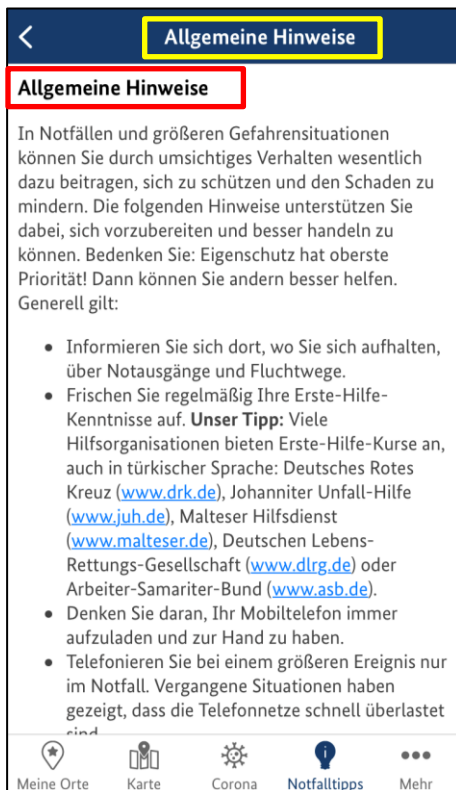 Allgemeine Hinweise
Allgemeine Hinweise
In Notfällen und größeren Gefahrensituationen
können Sie durch umsichtiges Verhalten wesentlich
dazu beitragen, sich zu schützen und den Schaden zu
mindern. Die folgenden Hinweise unterstützen Sie
dabei, sich vorzubereiten und besser handeln zu
können. Bedenken Sie: Eigenschutz hat oberste
Priorität! Dann können Sie andern besser helfen.
Generell gilt:
• Informieren Sie sich dort, wo Sie sich aufhalten,
über Notausgänge und Fluchtwege.
• Frischen Sie regelmäßig Ihre Erste-Hilfe-
Kenntnisse auf. Unser Tipp: Viele
Hilfsorganisationen bieten Erste-Hilfe-Kurse an,
auch in türkischer Sprache: Deutsches Rotes
Kreuz (www.drk.de), Johanniter Unfall-Hilfe
(www.juh.de), Malteser Hilfsdienst
(www.malteser.de), Deutschen Lebens-
Rettungs-Gesellschaft (www.dlrg.de) oder
Arbeiter-Samariter-Bund (www.asb.de).
• Denken Sie daran, Ihr Mobiltelefon immer
aufzuladen und zur Hand zu haben.
• Telefonieren Sie bei einem größeren Ereignis nur
im Notfall. Vergangene Situationen haben
gezeigt, dass die Telefonnetze schnell überlastet
sind
Meine Orte Karte Corona Notfalltipps Mehr